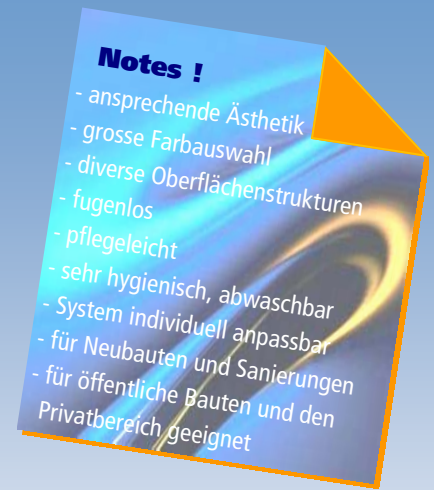 Notes !
- ansprechende Ästhetik
- grosse Farbauswahl
- diverse Oberflächenstrukturen
- fugenlos
- pflegeleicht
- sehr hygienisch, abwaschbar
- System individuell anpassbar
- für Neubauten und Sanierungen
- für öffentliche Bauten und den
Privatbereich geeignet